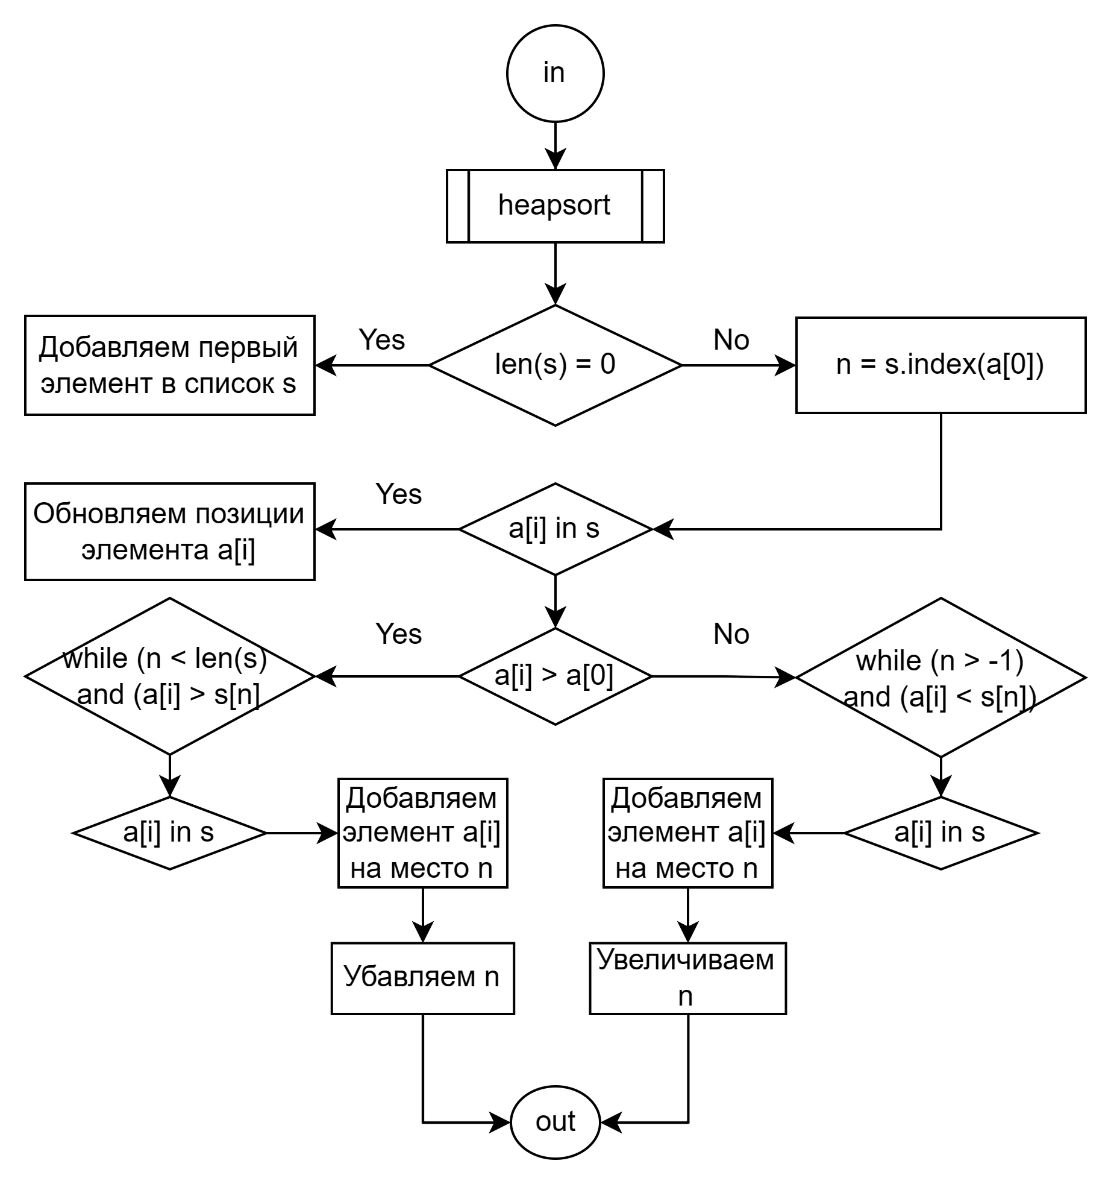 in
heapsort
Yes
No
Добавляем первый
элемент в список s
len(s) = 0
n = s.index(a[0])
Yes
Обновляем позиции
элемента a[i]
a[i] in s
Yes
No
while (n < len(s)
and (a[i] > s[n]
a[i] > a[0]
while (n > -1)
and (a[i] < s[n])
a[i] in s
Добавляем
элемент a[i]
на место n
Добавляем
элемент a[i]
на место n
a[i] in s
Убавляем n
Увеличиваем
n
out